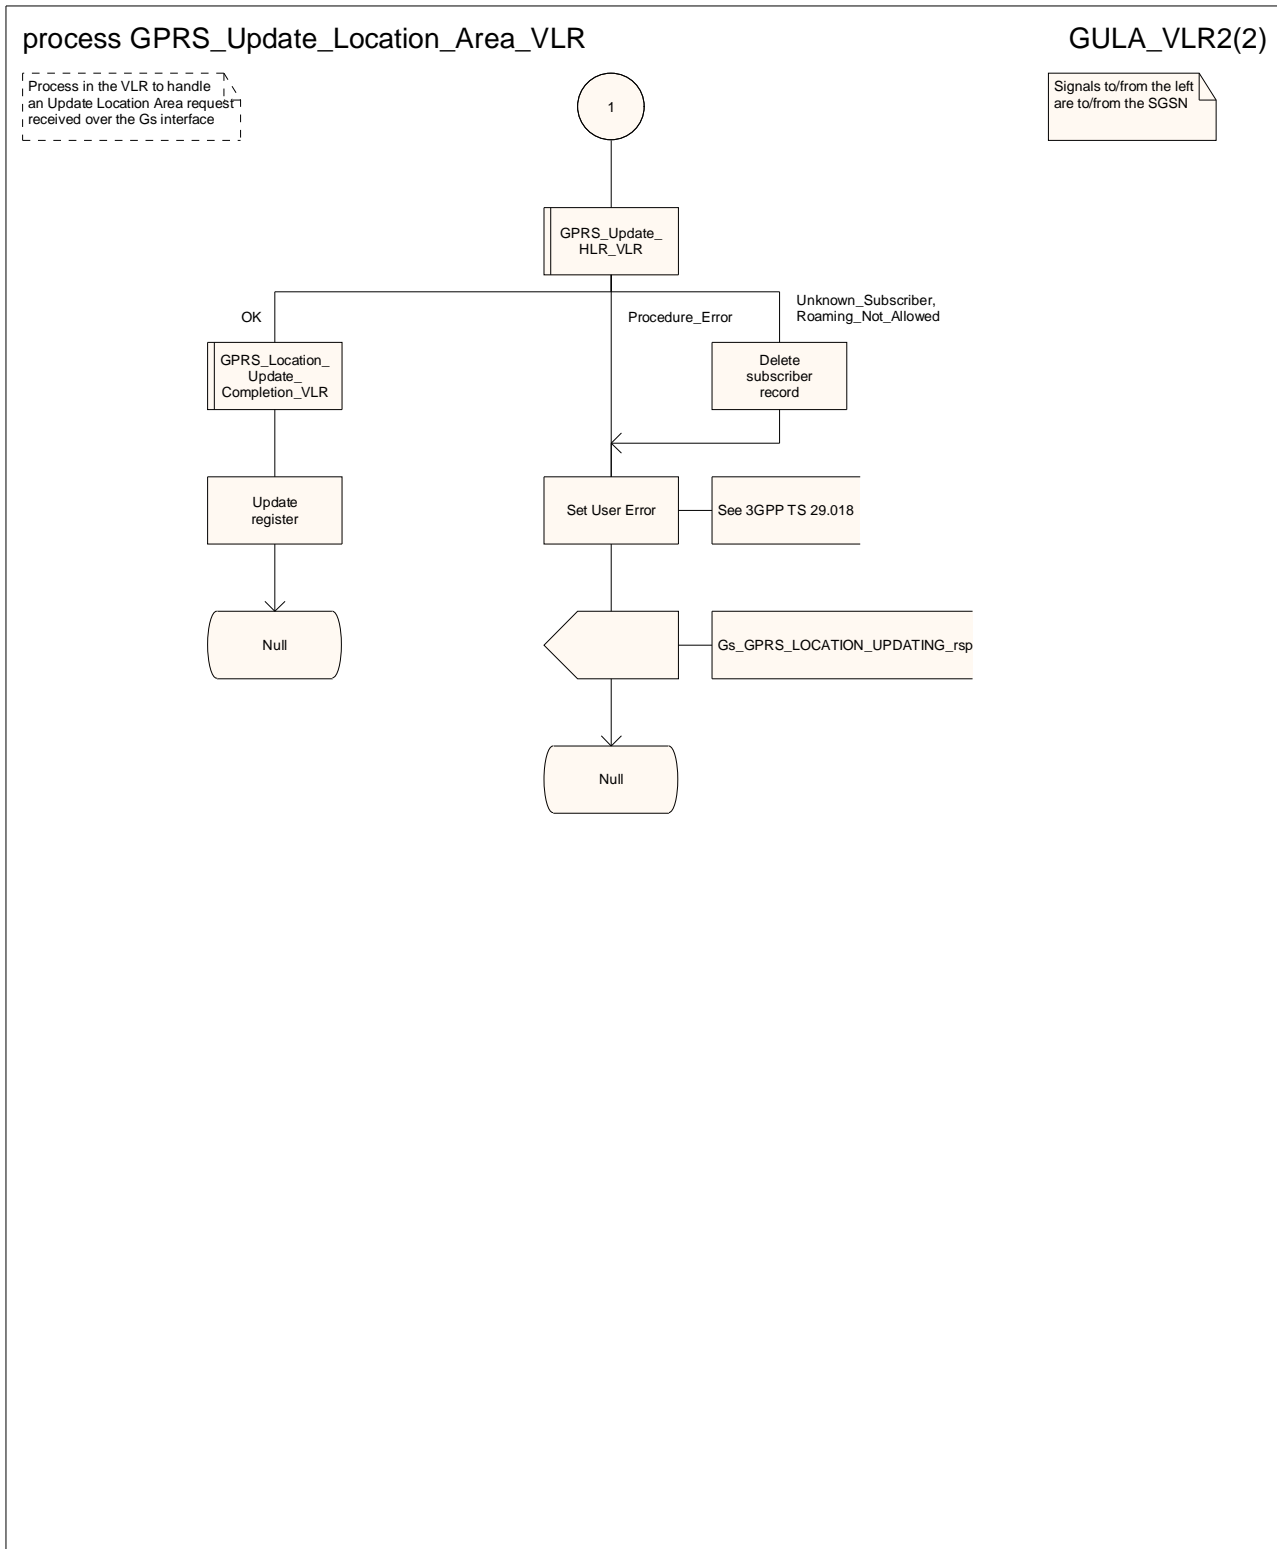 process GPRS_Update_Location_Area_VLR
GULA_VLR2(2)
Process in the VLR to handle
an Update Location Area request
received over the Gs interface
1
Signals to/from the left
are to/from the SGSN
GPRS_Update_
HLR_VLR
OK
Procedure_Error
Unknown_Subscriber,
Roaming_Not_Allowed
GPRS_Location_
Update_
Completion_VLR
Delete
subscriber
record
Update
register
Set User Error
See 3GPP TS 29.018
Null
Gs_GPRS_LOCATION_UPDATING_rsp
Null